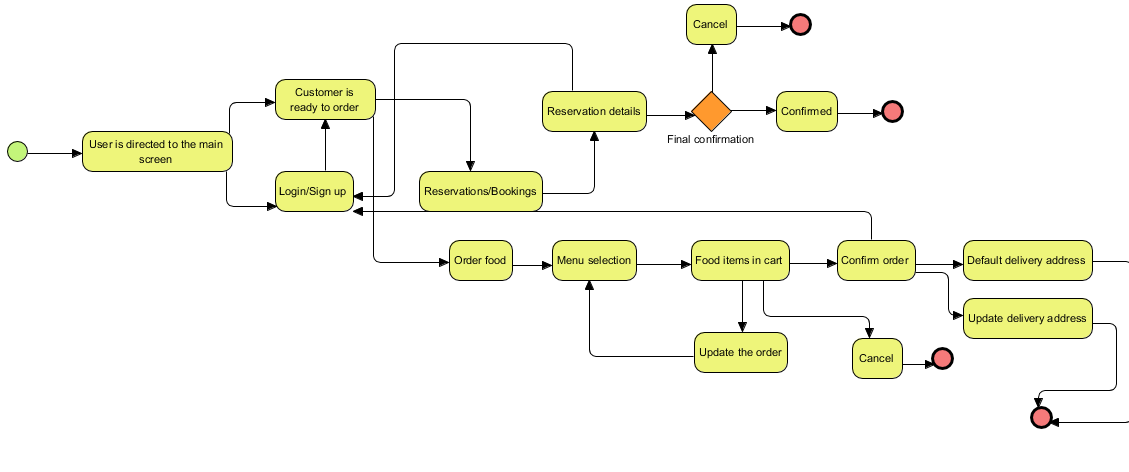 Cancel
Customer is
ready to order
Reservation details
Confirmed
Final confirmation
User is directed to the main
screen
Login/Sign up
Reservations/Bookings
Order food
Menu selection
Food items in cart
Confirm order
Default delivery address
Update delivery address
Update the order
Cancel